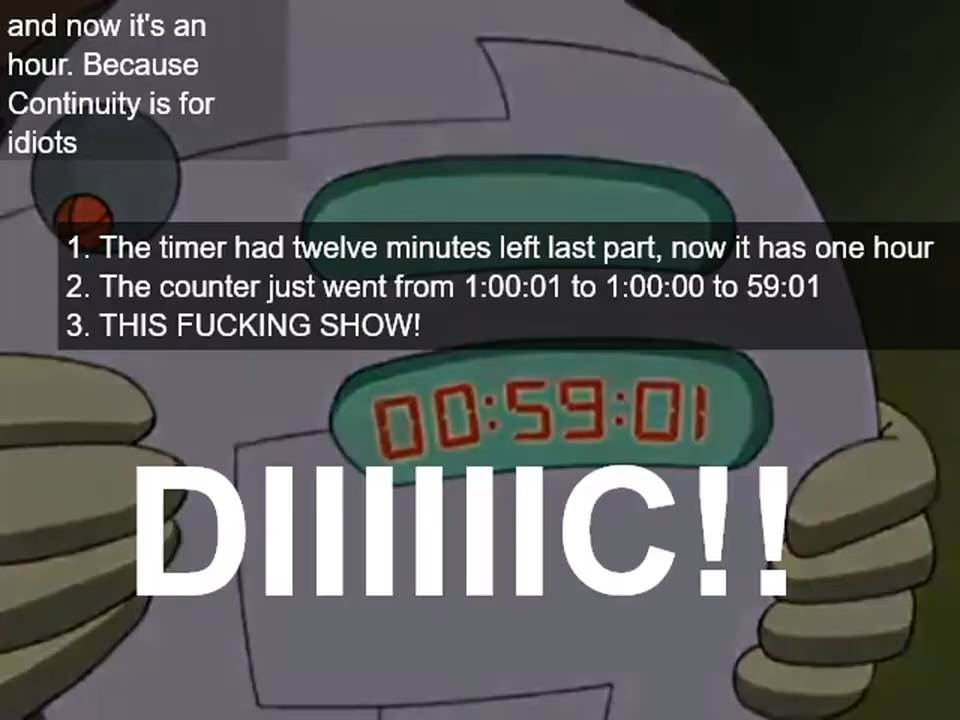 and now it's an
hour. Because
Continuity is for
idiots
1. The timer had twelve minutes left last part, now it has one hour
2. The counter just went from 1:00:01 to 1:00:00 to 59:01
3. THIS FUCKING SHOW!
00:59:01
DIIIIIIC!!